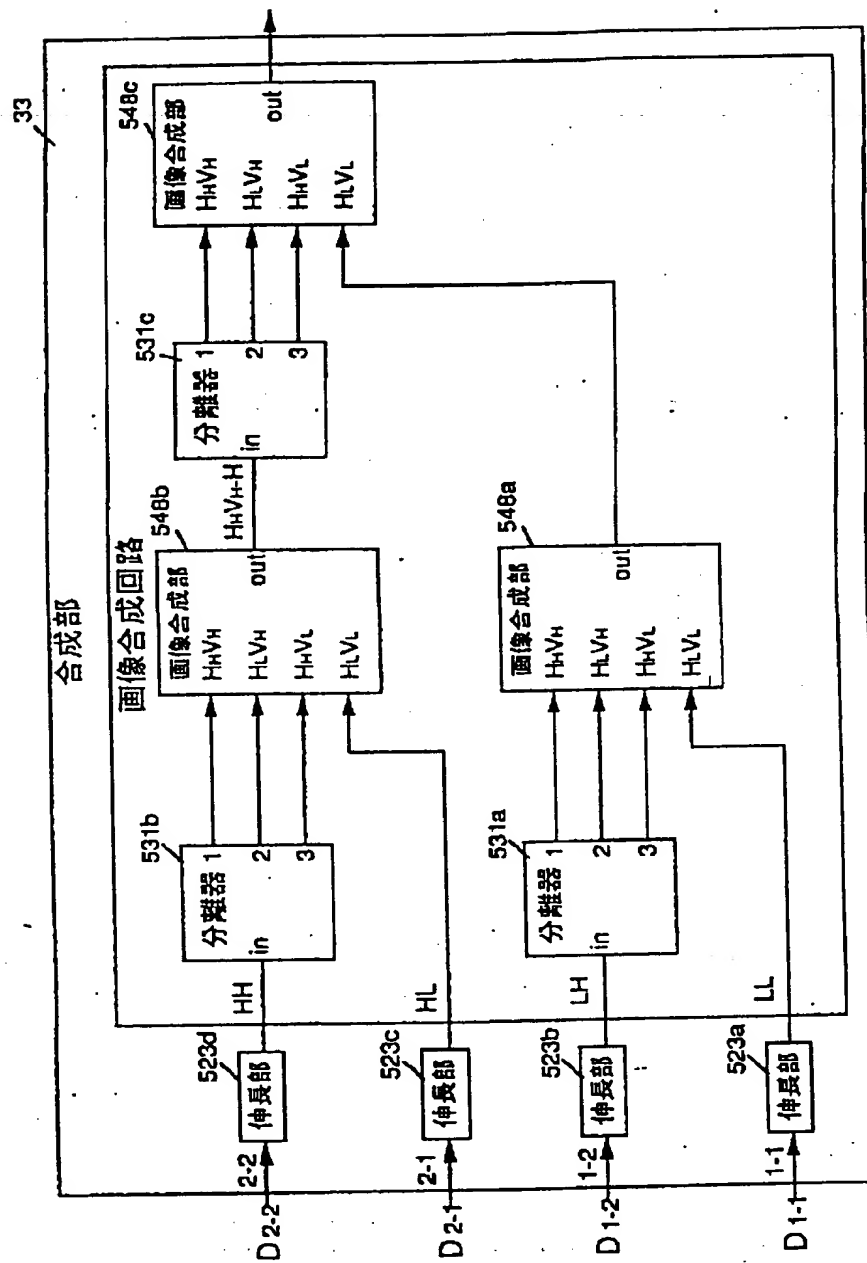 33
合成部
画像合成回路
548c
画像合成部
HHVH
HLVH
HHVL
HLVL
out
531c
分離器
1
2
3
in
HHVH-H
548b
画像合成部
HHVH
HLVH
HHVL
HLVL
out
548a
画像合成部
HHVH
HLVH
HHVL
HLVL
out
531b
分離器
1
2
3
in
531a
分離器
1
2
3
in
HH
HL
LH
LL
523d
伸長部
523c
伸長部
523b
伸長部
523a
伸長部
2-2
2-1
1-2
1-1
D2-2
D2-1
D1-2
D1-1